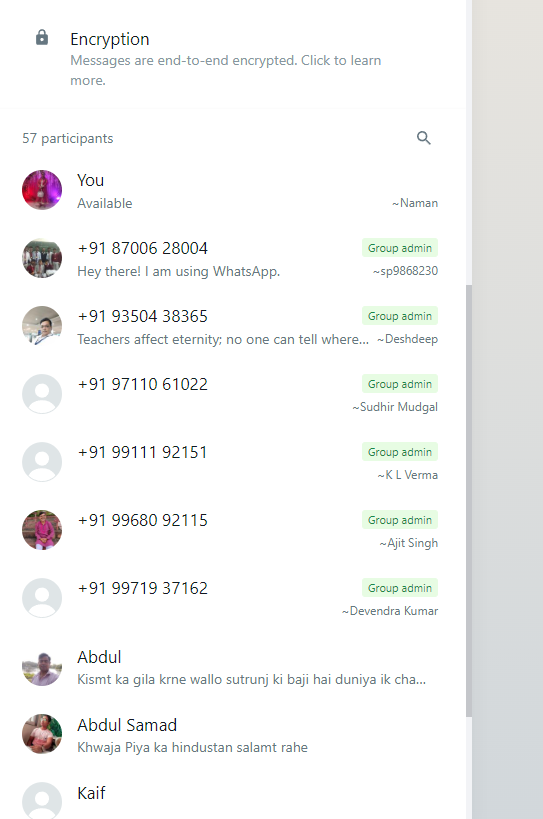 Encryption
Messages are end-to-end encrypted. Click to learn
more.
57 participants
You
Available
~Naman
+91 87006 28004
Group admin
Hey there! I am using WhatsApp.
~sp9868230
+91 93504 38365
Group admin
Teachers affect eternity; no one can tell where...
~Deshdeep
+91 97110 61022
Group admin
~Sudhir Mudgal
+91 99111 92151
Group admin
~K L Verma
+91 99680 92115
Group admin
~Ajit Singh
+91 99719 37162
Group admin
~Devendra Kumar
Abdul
Kismt ka gila krne wallo sutrunj ki baji hai duniya ik cha...
Abdul Samad
Khwaja Piya ka hindustan salamt rahe
Kaif